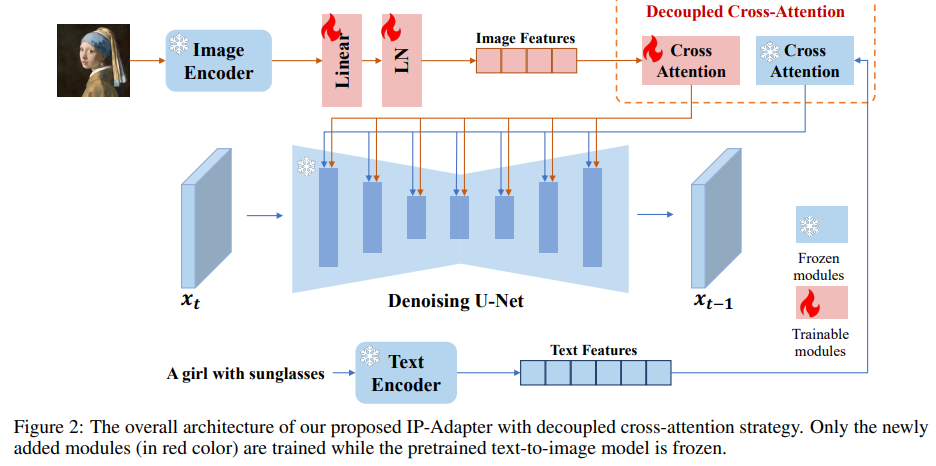 Decoupled Cross-Attention
Image
Encoder
Linear
LN
Image Features
Cross
Attention
Cross
Attention
x_t
Denoising U-Net
x_{t-1}
Frozen
modules
Trainable
modules
A girl with sunglasses
Text
Encoder
Text Features
Figure 2: The overall architecture of our proposed IP-Adapter with decoupled cross-attention strategy. Only the newly
added modules (in red color) are trained while the pretrained text-to-image model is frozen.